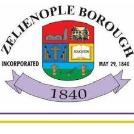 ZELIENOPLE BOROUGH
INCORPORATED
MAY 29, 1840
1840